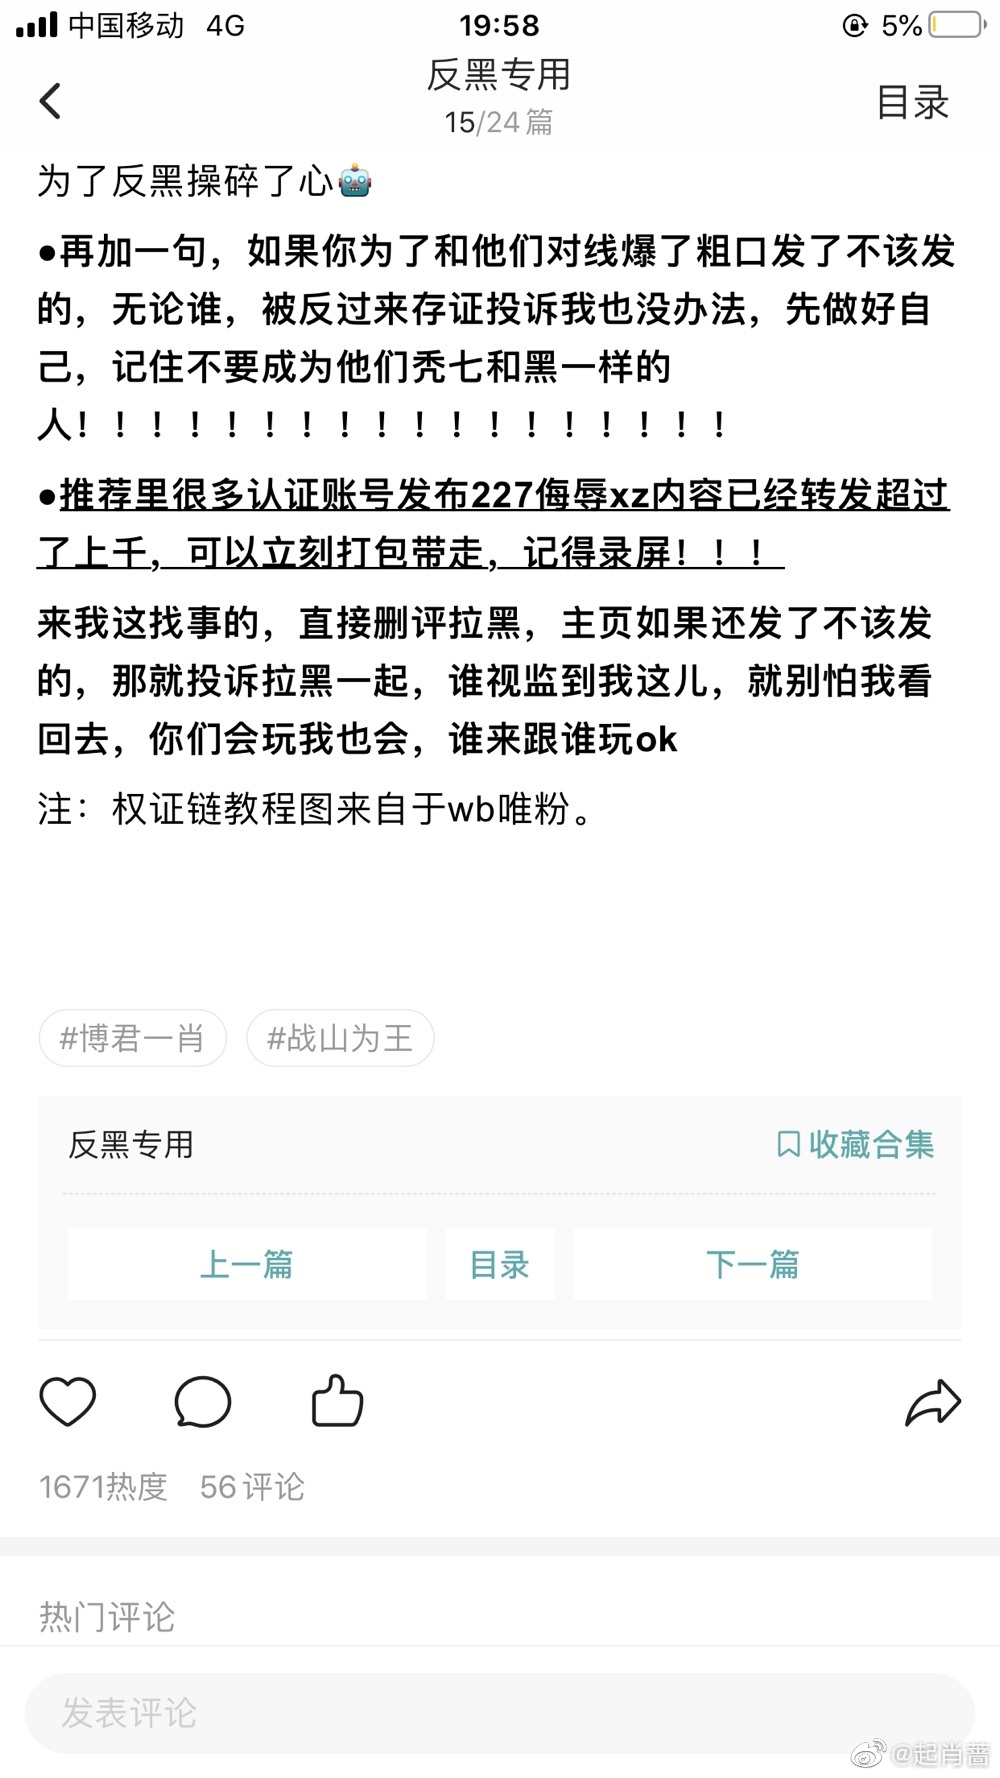 中国移动 4G 19:58 5%
反黑专用
15/24篇
目录
为了反黑操碎了心
●再加一句，如果你为了和他们对线爆了粗口发了不该发
的，无论谁，被反过来存证投诉我也没办法，先做好自
己，记住不要成为他们秃七和黑一样的
人！！！！！！！！！！！！！！！！！！
●推荐里很多认证账号发布227侮辱xz内容已经转发超过
了上千，可以立刻打包带走，记得录屏！！！
来我这找事的，直接删评拉黑，主页如果还发了不该发
的，那就投诉拉黑一起，谁视监到我这儿，就别怕我看
回去，你们会玩我也会，谁来跟谁玩ok
注：权证链教程图来自于wb唯粉。
#博君一肖 #战山为王
反黑专用 收藏合集
上一篇 目录 下一篇
1671热度 56评论
热门评论
发表评论
@起肖蔷